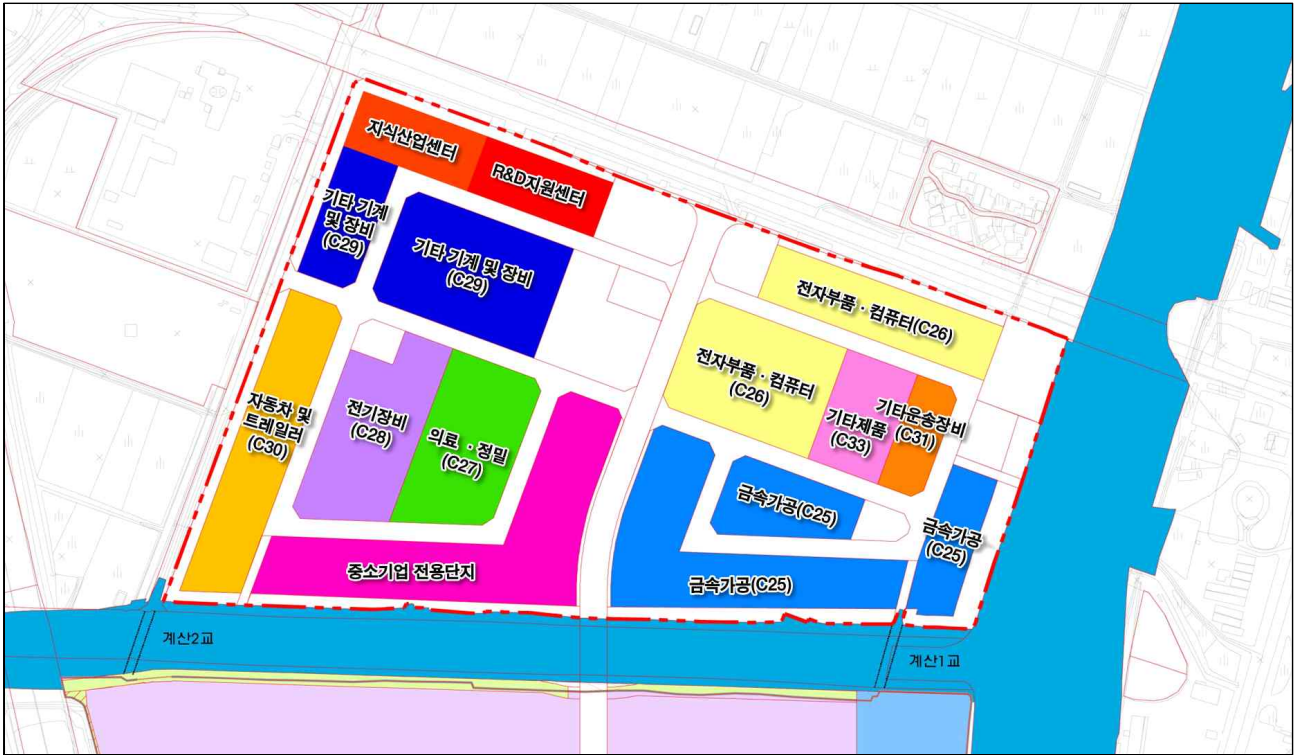 지식산업센터
R&D지원센터
기타 기계
및 장비
(C29)
기타 기계 및 장비
(C29)
전자부품 · 컴퓨터(C26)
전자부품 · 컴퓨터
(C26)
기타제품
(C33)
기타운송장비
(C31)
자동차 및
트레일러
(C30)
전기장비
(C28)
의료 · 정밀
(C27)
금속가공(C25)
금속가공
(C25)
중소기업 전용단지
금속가공(C25)
계산2교
계산1교